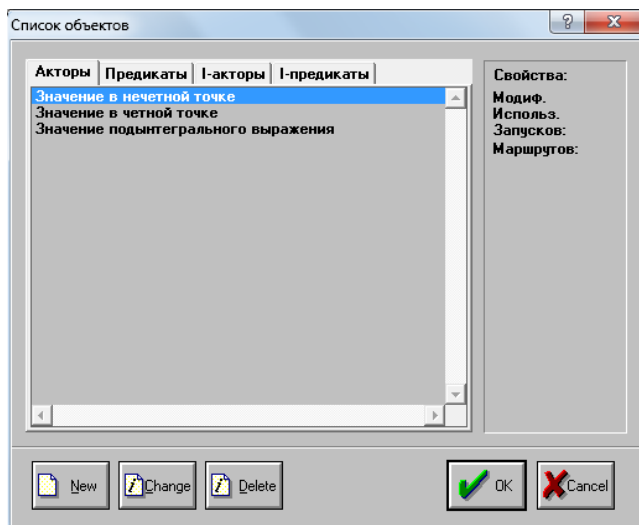 Список объектов
Акторы Предикаты I-акторы I-предикаты
Значение в нечетной точке
Значение в четной точке
Значение подынтегрального выражения
Свойства:
Модиф.
Использ.
Запусков:
Маршрутов:
New Change Delete OK Cancel